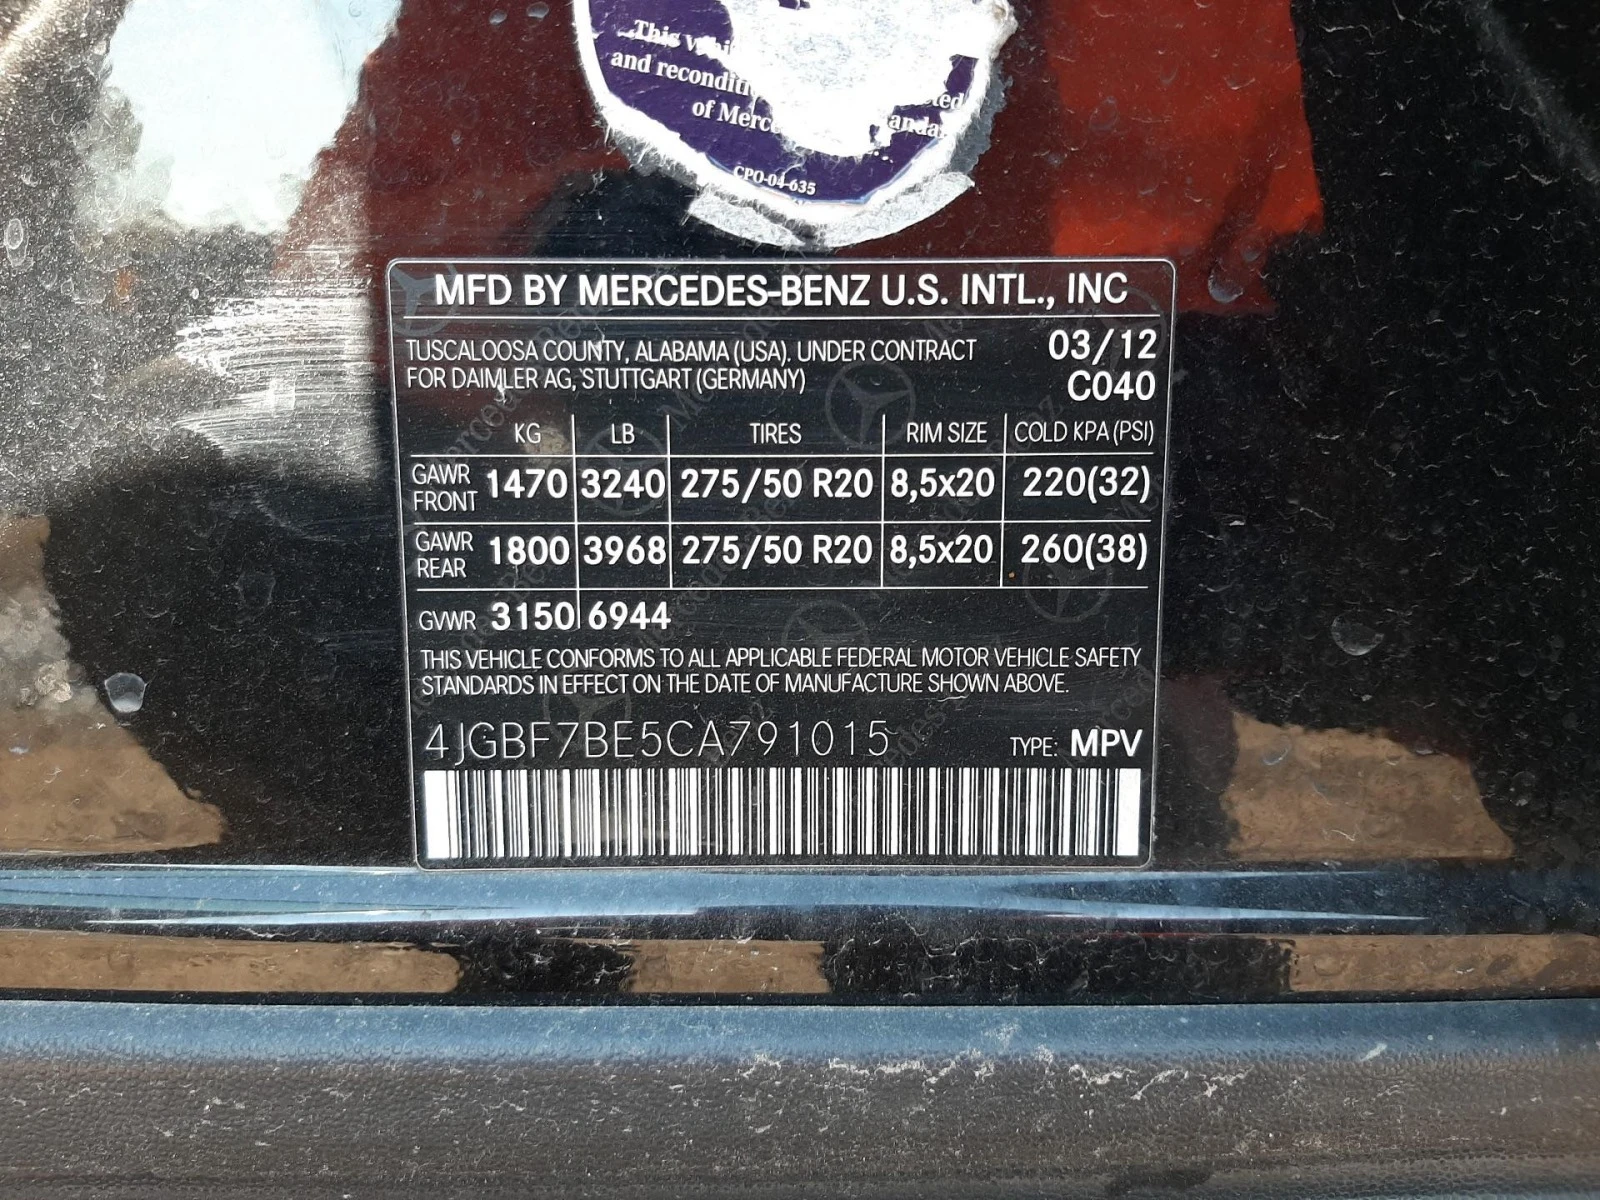 This
and
of
CPO-04-635
MFD BY MERCEDES-BENZ U.S. INTL., INC
TUSCALOOSA COUNTY, ALABAMA (USA). UNDER CONTRACT 03/12
FOR DAIMLER AG, STUTTGART (GERMANY) C040
KG LB TIRES RIM SIZE COLD KPA (PSI)
GAWR FRONT 1470 3240 275/50 R20 8,5x20 220(32)
GAWR REAR 1800 3968 275/50 R20 8,5x20 260(38)
GVWR 3150 6944
THIS VEHICLE CONFORMS TO ALL APPLICABLE FEDERAL MOTOR VEHICLE SAFETY
STANDARDS IN EFFECT ON THE DATE OF MANUFACTURE SHOWN ABOVE.
4JGBF7BE5CA791015 TYPE: MPV